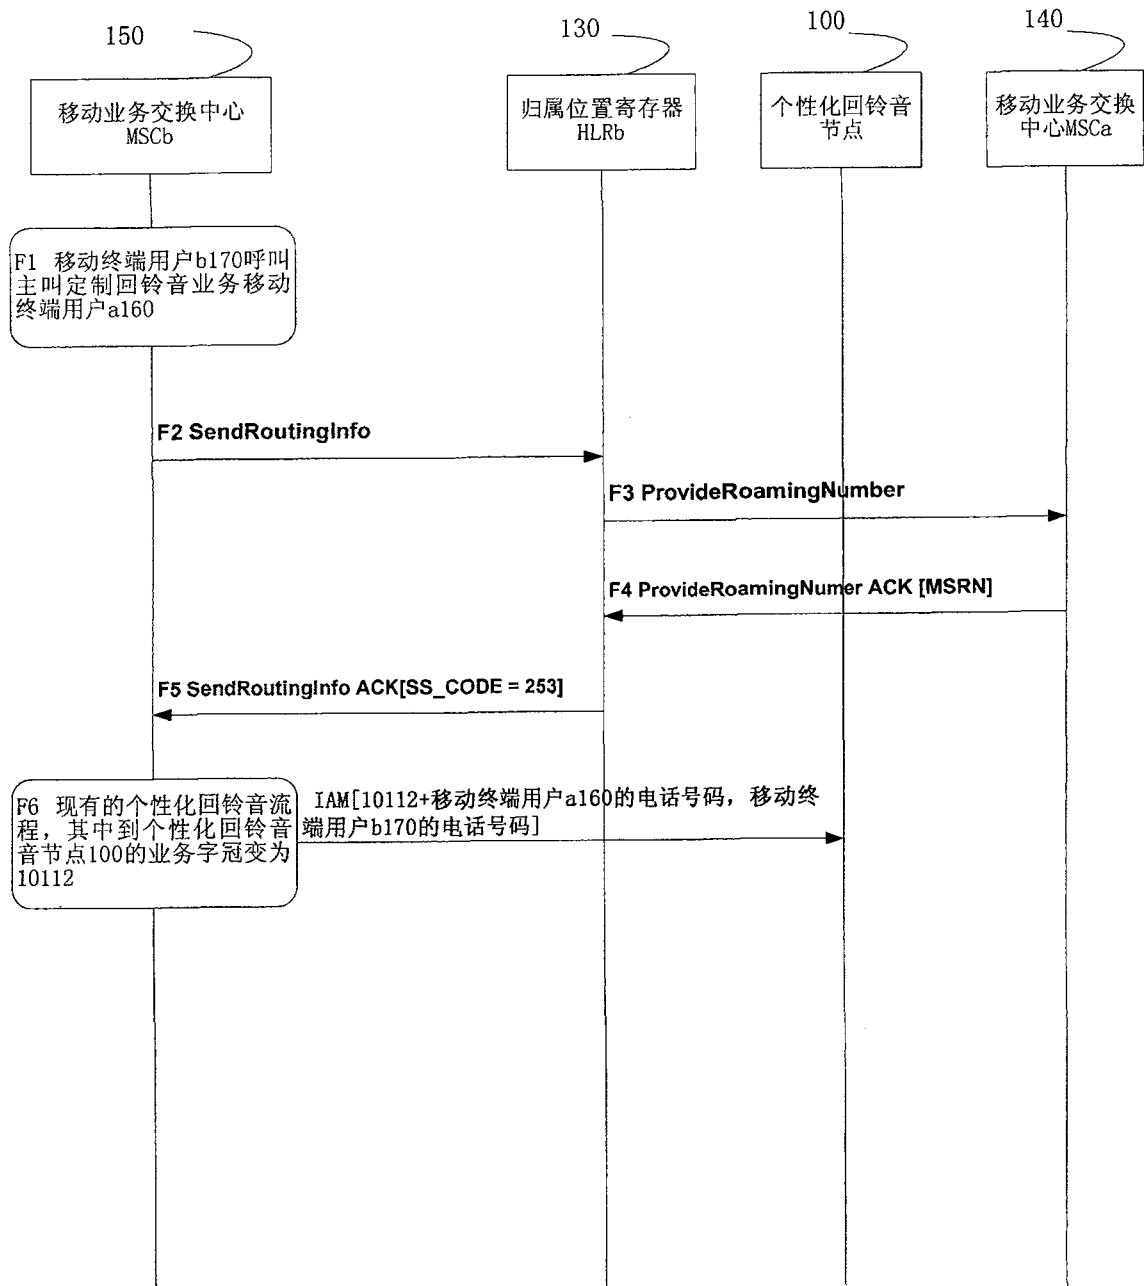 150
130
100
140
移动业务交换中心
MSCb
归属位置寄存器
HLRb
个性化回铃音
节点
移动业务交换
中心MSCa
F1 移动终端用户b170呼叫
主叫定制回铃音业务移动
终端用户a160
F2 SendRoutingInfo
F3 ProvideRoamingNumber
F4 ProvideRoamingNumer ACK [MSRN]
F5 SendRoutingInfo ACK[SS_CODE = 253]
F6 现有的个性化回铃音流
程，其中到个性化回铃音
音节点100的业务字冠变为
10112
IAM[10112+移动终端用户a160的电话号码，移动终
端用户b170的电话号码]